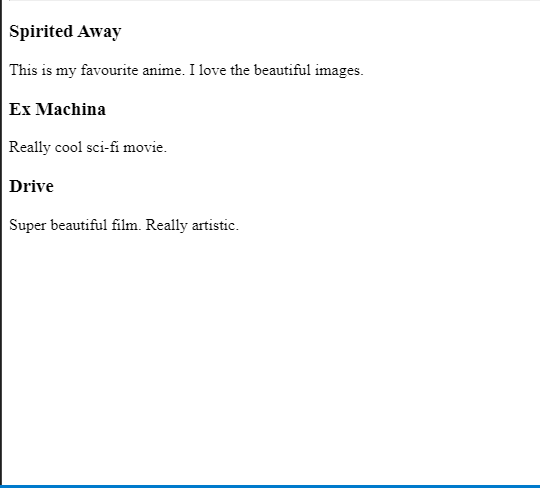 Spirited Away
This is my favourite anime. I love the beautiful images.
Ex Machina
Really cool sci-fi movie.
Drive
Super beautiful film. Really artistic.